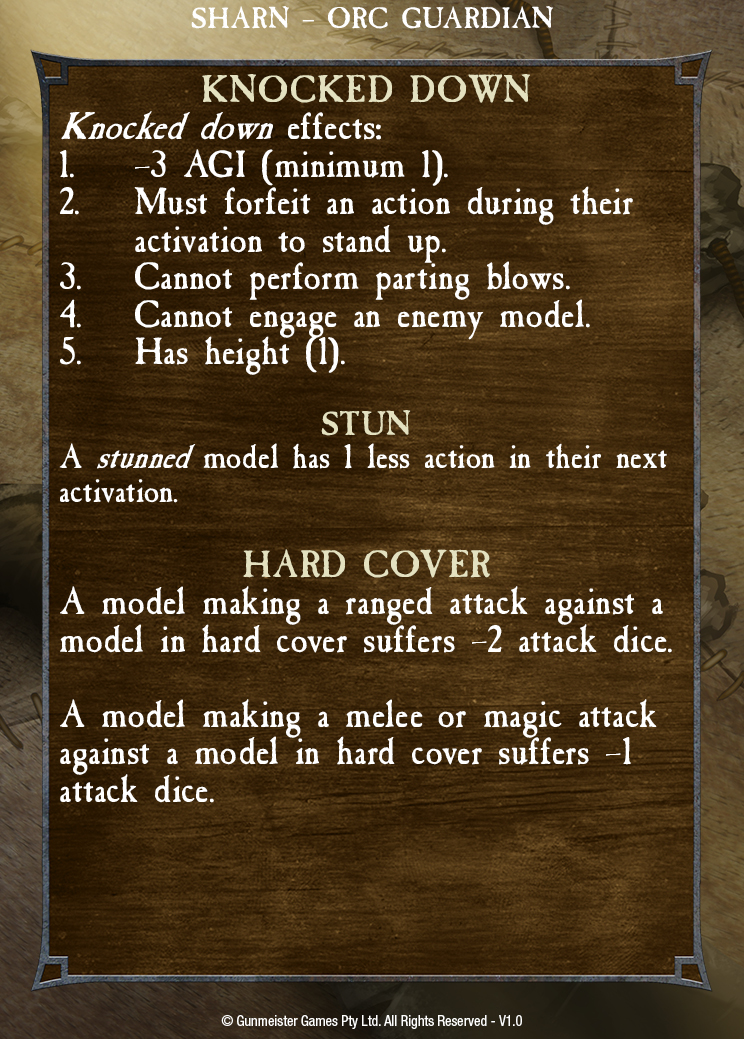 SHARN – ORC GUARDIAN
KNOCKED DOWN
Knocked down effects:
1. –3 AGI (minimum 1).
2. Must forfeit an action during their
activation to stand up.
3. Cannot perform parting blows.
4. Cannot engage an enemy model.
5. Has height (1).
STUN
A stunned model has 1 less action in their next
activation.
HARD COVER
A model making a ranged attack against a
model in hard cover suffers –2 attack dice.
A model making a melee or magic attack
against a model in hard cover suffers –1
attack dice.
© Gunmeister Games Pty Ltd. All Rights Reserved - V1.0